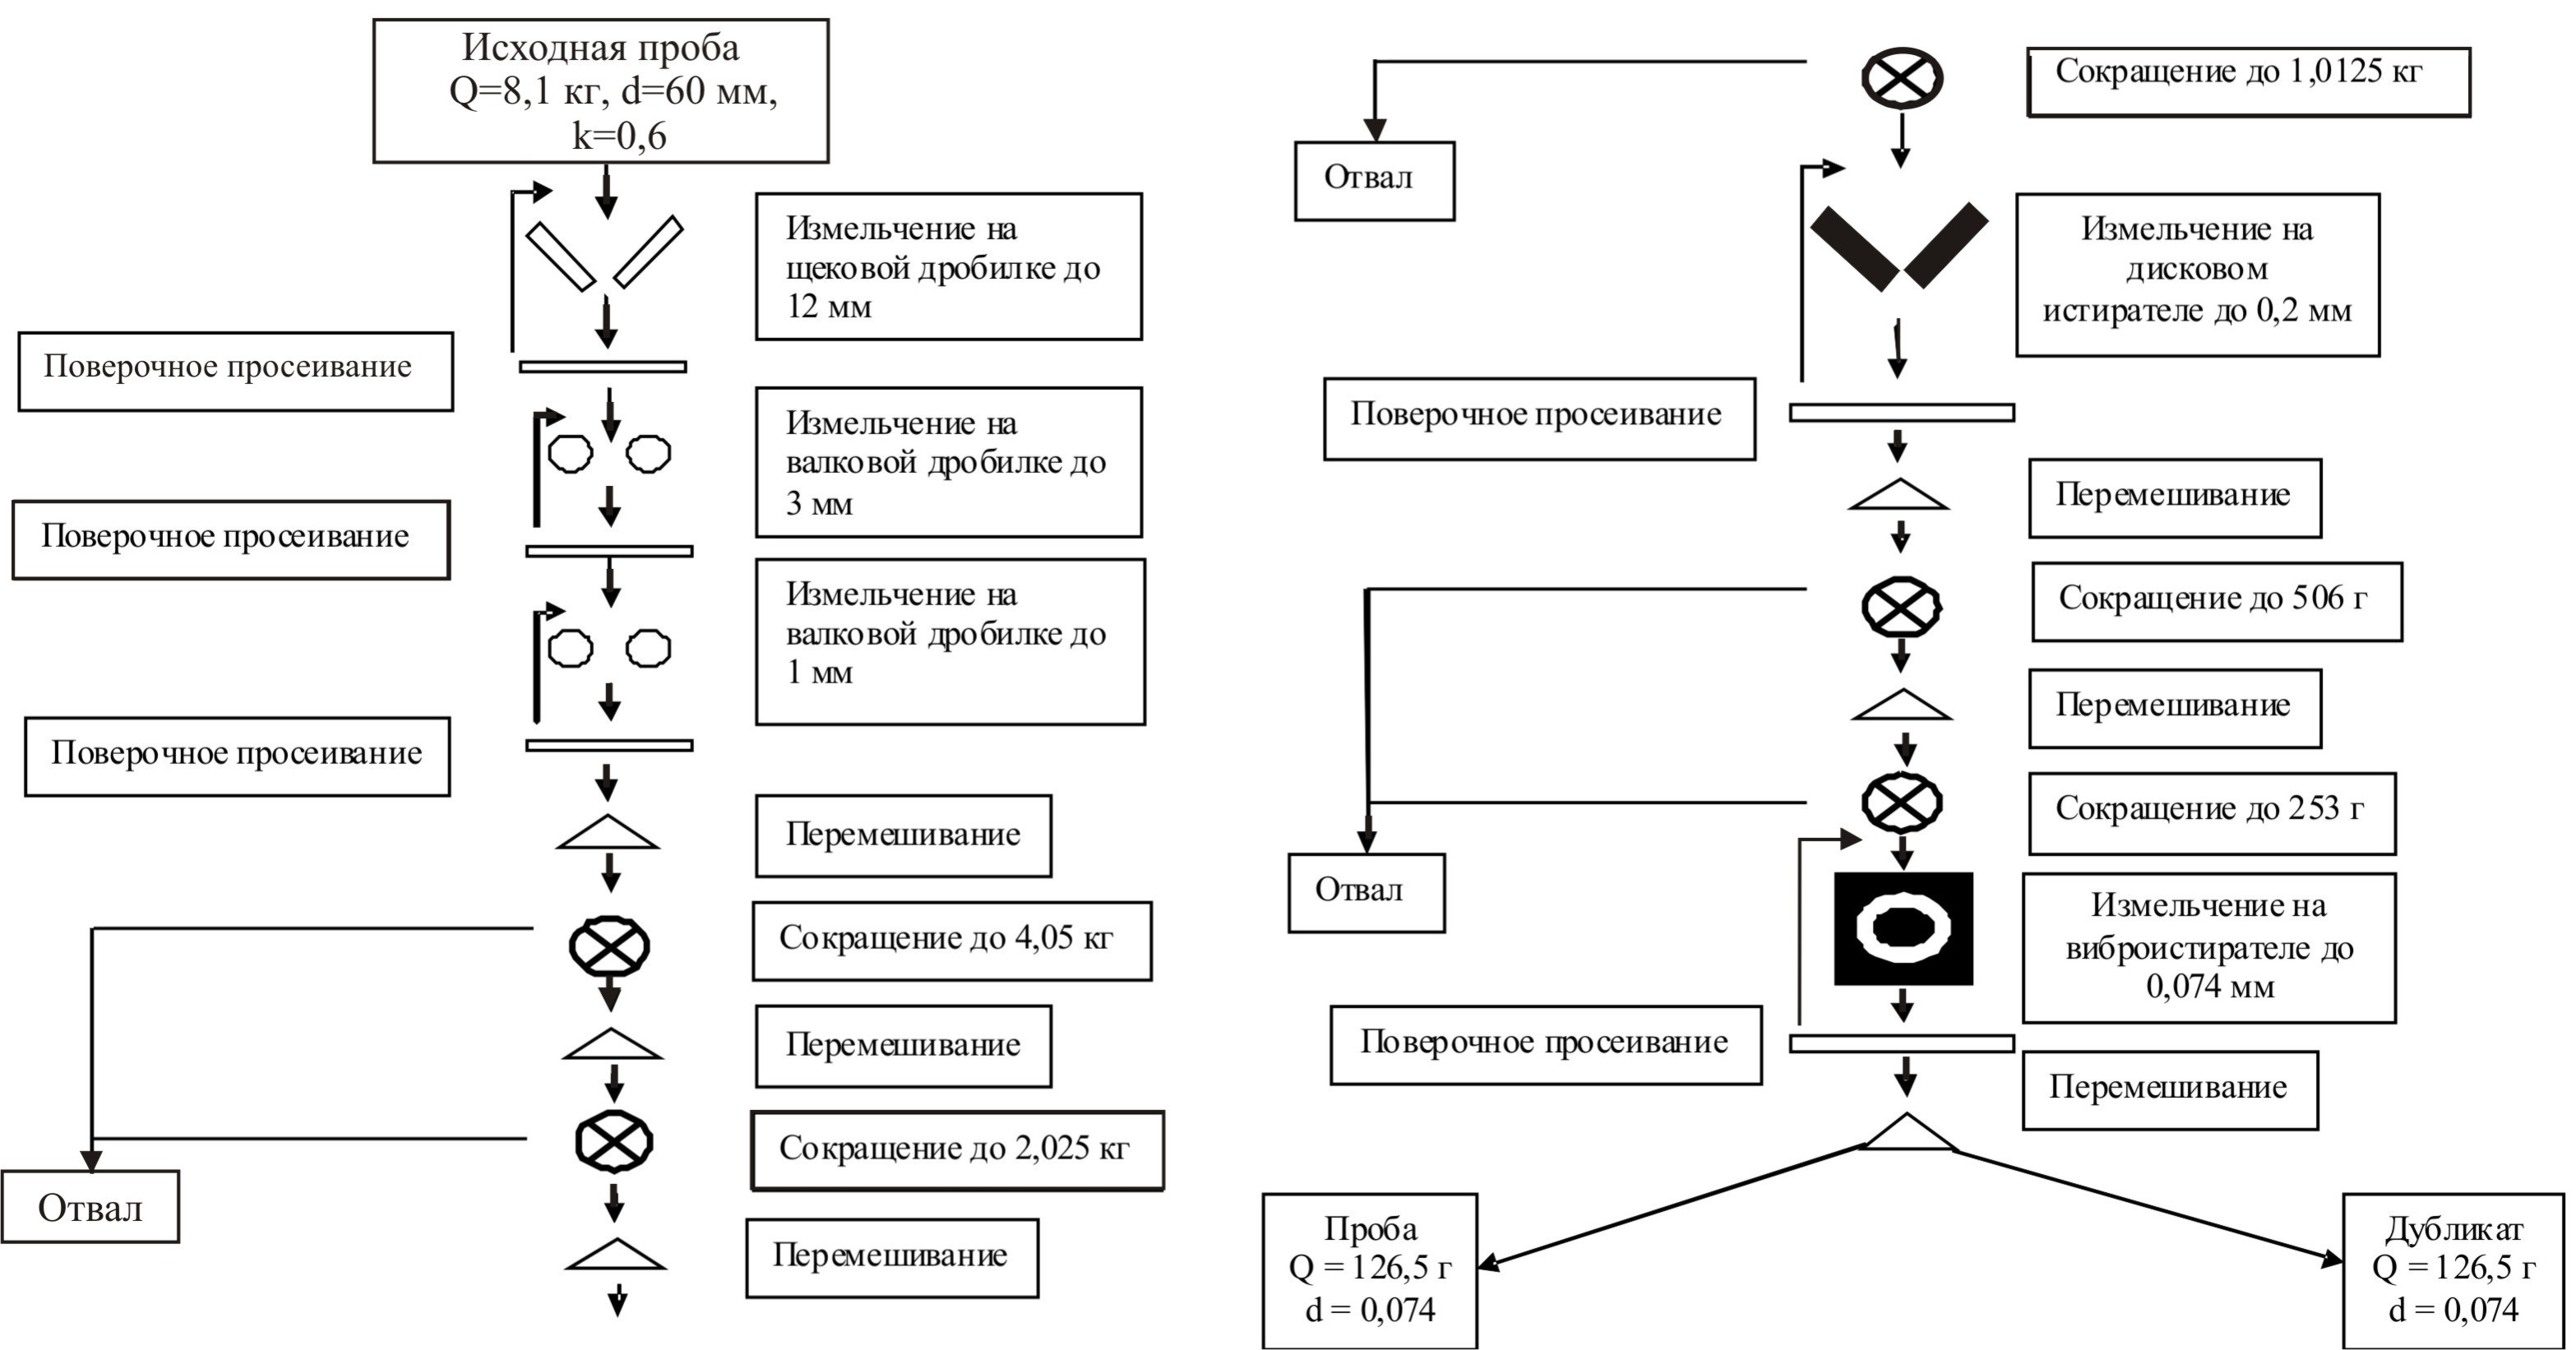 Исходная проба
Q=8,1 кг, d=60 мм,
k=0,6
Измельчение на
щековой дробилке до
12 мм
Поверочное просеивание
Измельчение на
валковой дробилке до
3 мм
Поверочное просеивание
Измельчение на
валковой дробилке до
1 мм
Поверочное просеивание
Перемешивание
Сокращение до 4,05 кг
Перемешивание
Сокращение до 2,025 кг
Отвал
Перемешивание
Сокращение до 1,0125 кг
Отвал
Измельчение на
дисковом
истирателе до 0,2 мм
Поверочное просеивание
Перемешивание
Сокращение до 506 г
Перемешивание
Сокращение до 253 г
Отвал
Измельчение на
виброистирателе до
0,074 мм
Поверочное просеивание
Перемешивание
Проба
Q = 126,5 г
d = 0,074
Дубликат
Q = 126,5 г
d = 0,074